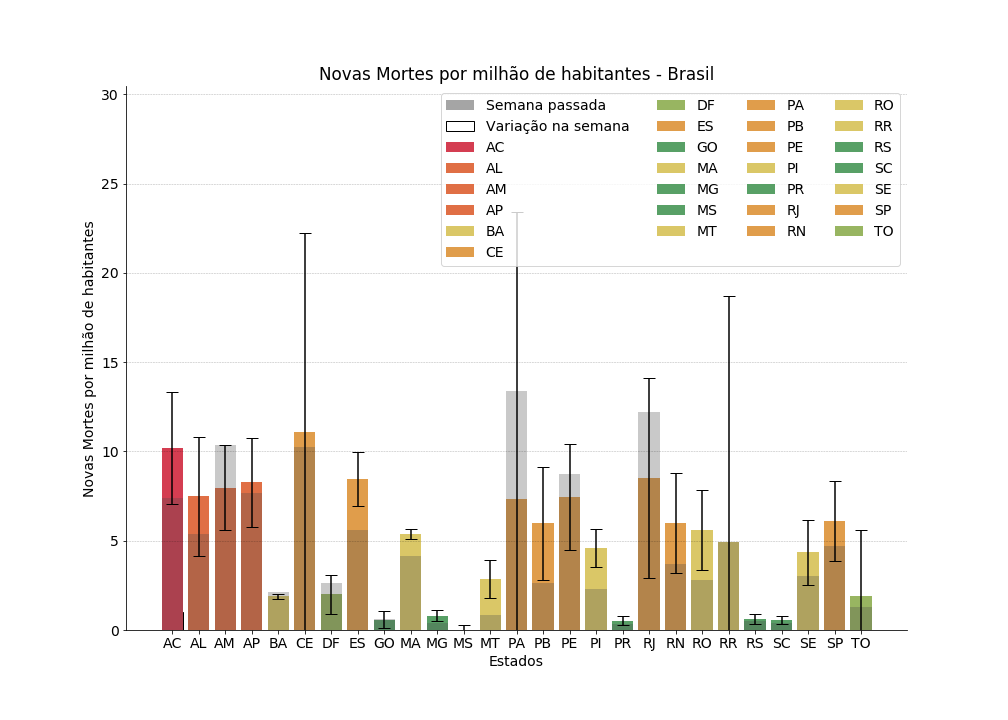 Novas Mortes por milhão de habitantes - Brasil
Novas Mortes por milhão de habitantes
30
25
20
15
10
5
0
Semana passada
Variação na semana
AC
AL
AM
AP
BA
CE
DF
ES
GO
MA
MG
MS
MT
PA
PB
PE
PI
PR
RJ
RN
RO
RR
RS
SC
SE
SP
TO
AC AL AM AP BA CE DF ES GO MA MG MS MT PA PB PE PI PR RJ RN RO RR RS SC SE SP TO
Estados